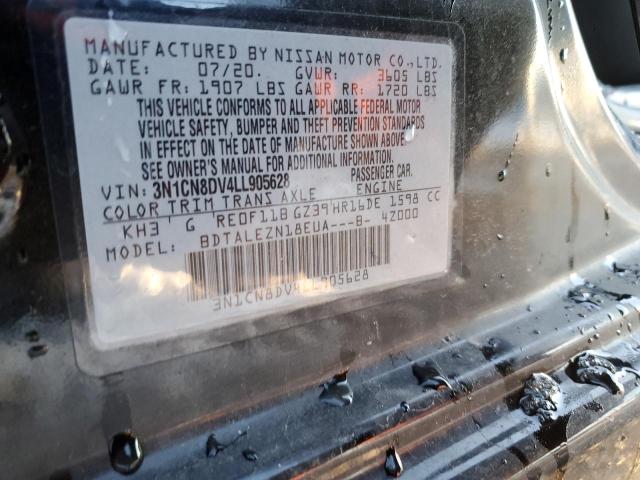 MANUFACTURED BY NISSAN MOTOR CO.,LTD.
DATE: 07/20. GVWR: 3605 LBS
GAWR FR: 1907 LBS GAWR RR: 1720 LBS
THIS VEHICLE CONFORMS TO ALL APPLICABLE FEDERAL MOTOR
VEHICLE SAFETY, BUMPER AND THEFT PREVENTION STANDARDS
IN EFFECT ON THE DATE OF MANUFACTURE SHOWN ABOVE.
SEE OWNER'S MANUAL FOR ADDITIONAL INFORMATION.
VIN: 3N1CN8DV4LL905628 PASSENGER CAR.
COLOR TRIM TRANS AXLE ENGINE
KH3 G RE0F11B GZ39 HR16DE 1598 CC
MODEL: BDTALEZN18EUA---B- 4Z000
3N1CN8DV4LL905628